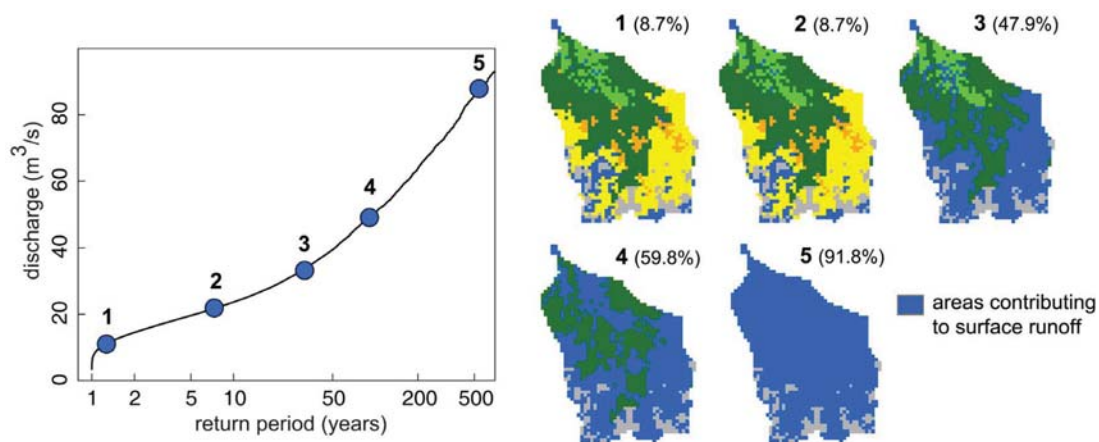 discharge (m³/s)
80
60
40
20
0
1
2
3
4
5
1 2 5 10 50 200 500
return period (years)
1 (8.7%) 2 (8.7%) 3 (47.9%)
4 (59.8%) 5 (91.8%)
areas contributing
to surface runoff